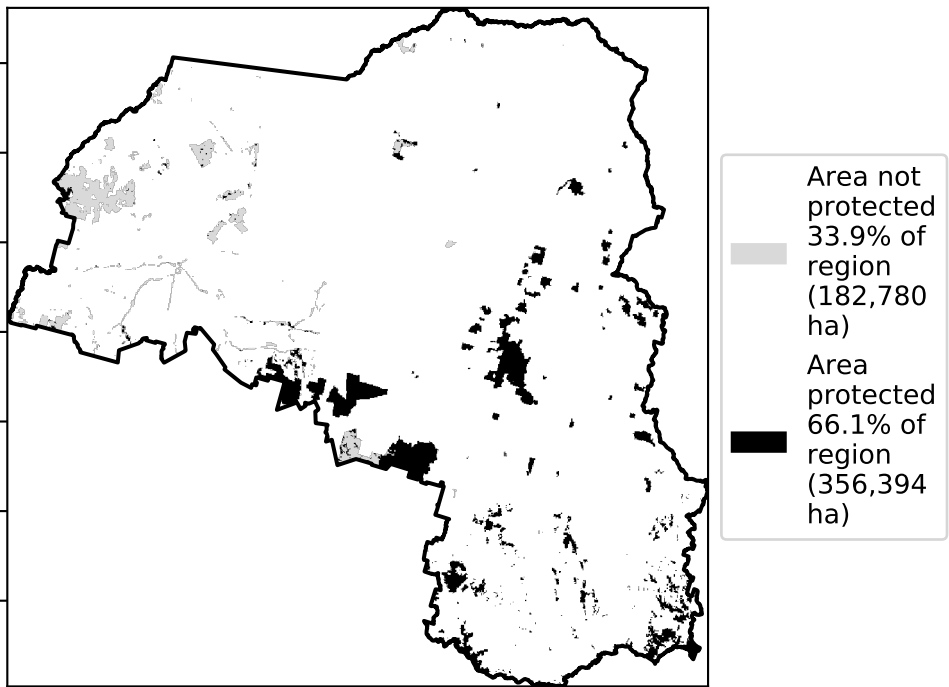 Area not
protected
33.9% of
region
(182,780
ha)
Area
protected
66.1% of
region
(356,394
ha)